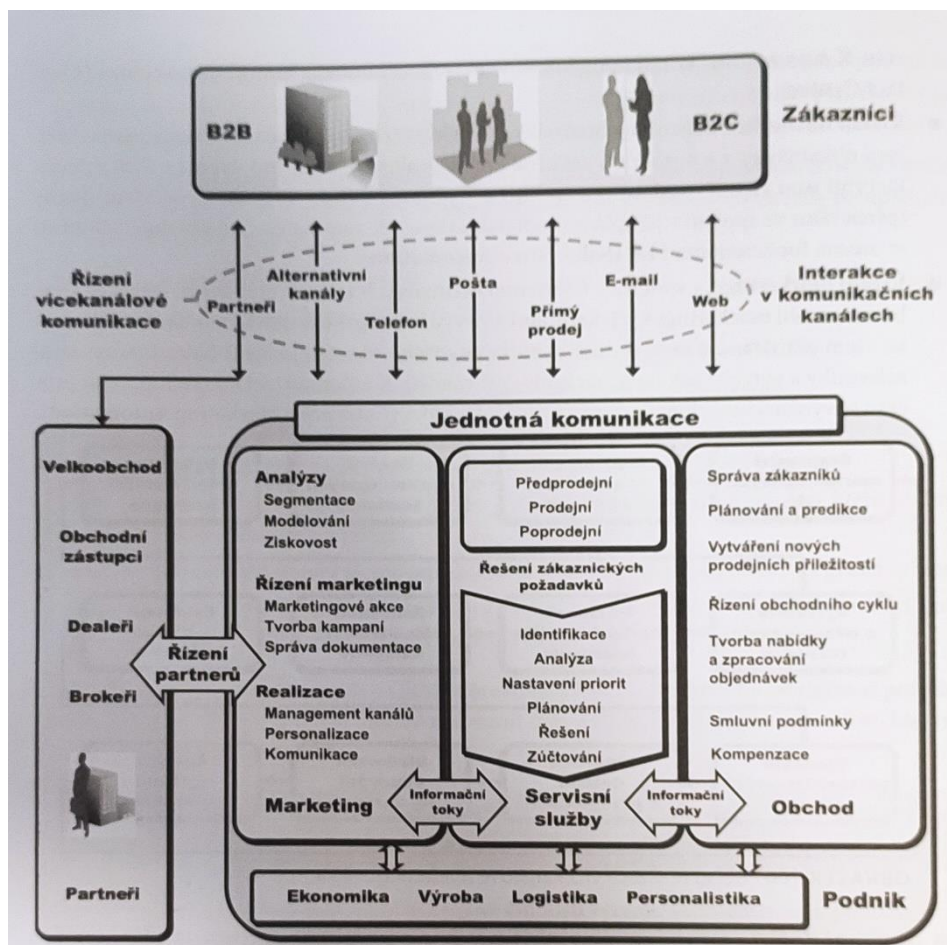 B2B
B2C
Zákazníci
Řízení
vícekanálové
komunikace
Partneři
Alternativní
kanály
Telefon
Pošta
Přímý
prodej
E-mail
Web
Interakce
v komunikačních
kanálech
Jednotná komunikace
Velkoobchod
Obchodní
zástupci
Dealeři
Brokeři
Partneři
Řízení
partnerů
Analýzy
Segmentace
Modelování
Ziskovost
Řízení marketingu
Marketingové akce
Tvorba kampaní
Správa dokumentace
Realizace
Management kanálů
Personalizace
Komunikace
Marketing
Informační
toky
Předprodejní
Prodejní
Poprodejní
Řešení zákaznických
požadavků
Identifikace
Analýza
Nastavení priorit
Plánování
Řešení
Zúčtování
Servisní
služby
Informační
toky
Správa zákazníků
Plánování a predikce
Vytváření nových
prodejních příležitostí
Řízení obchodního cyklu
Tvorba nabídky
a zpracování
objednávek
Smluvní podmínky
Kompenzace
Obchod
Ekonomika
Výroba
Logistika
Personalistika
Podnik